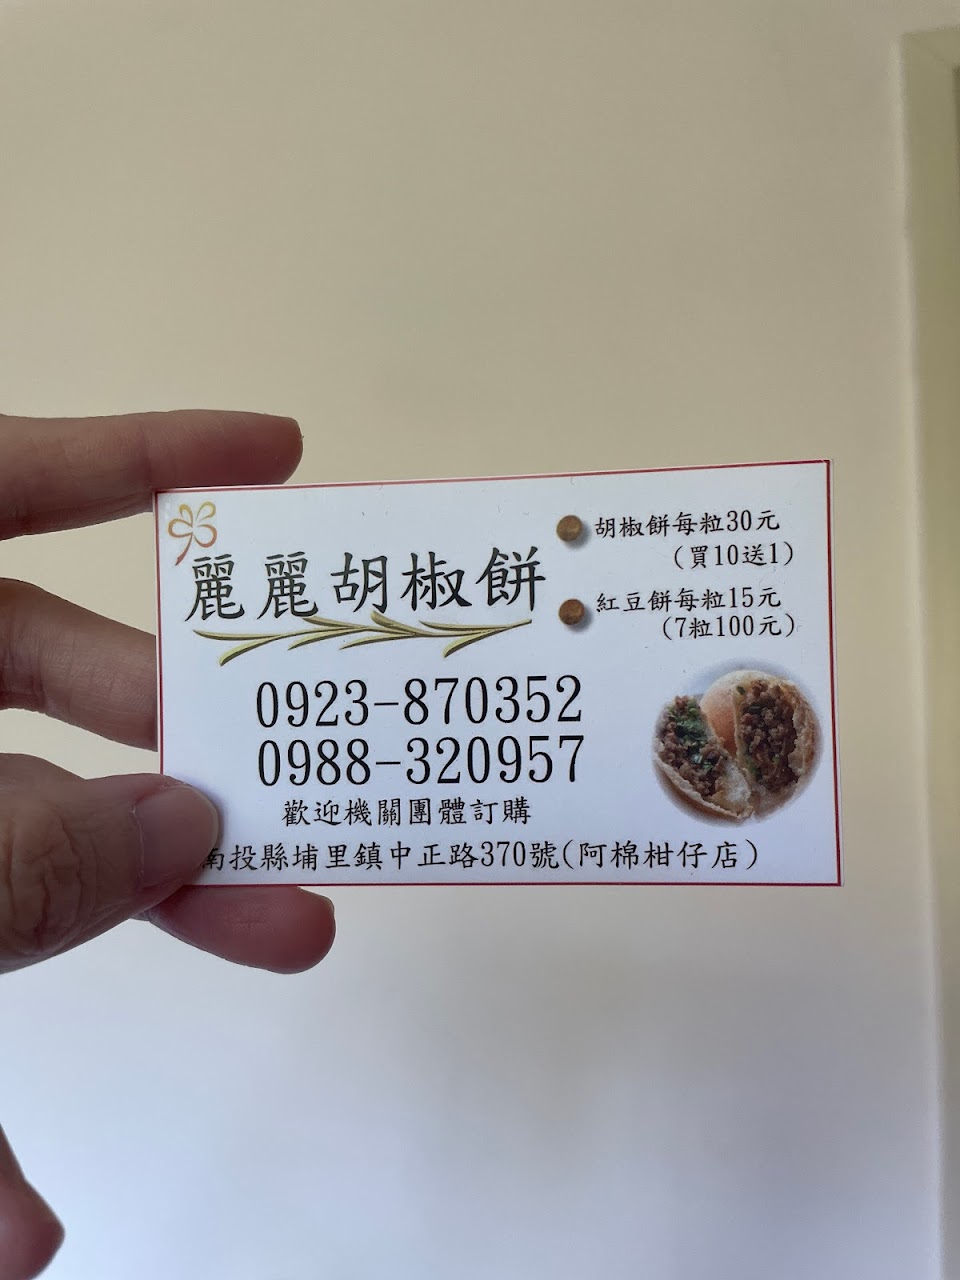 麗麗胡椒餅
胡椒餅每粒30元
(買10送1)
紅豆餅每粒15元
(7粒100元)
0923-870352
0988-320957
歡迎機關團體訂購
南投縣埔里鎮中正路370號(阿棉柑仔店)